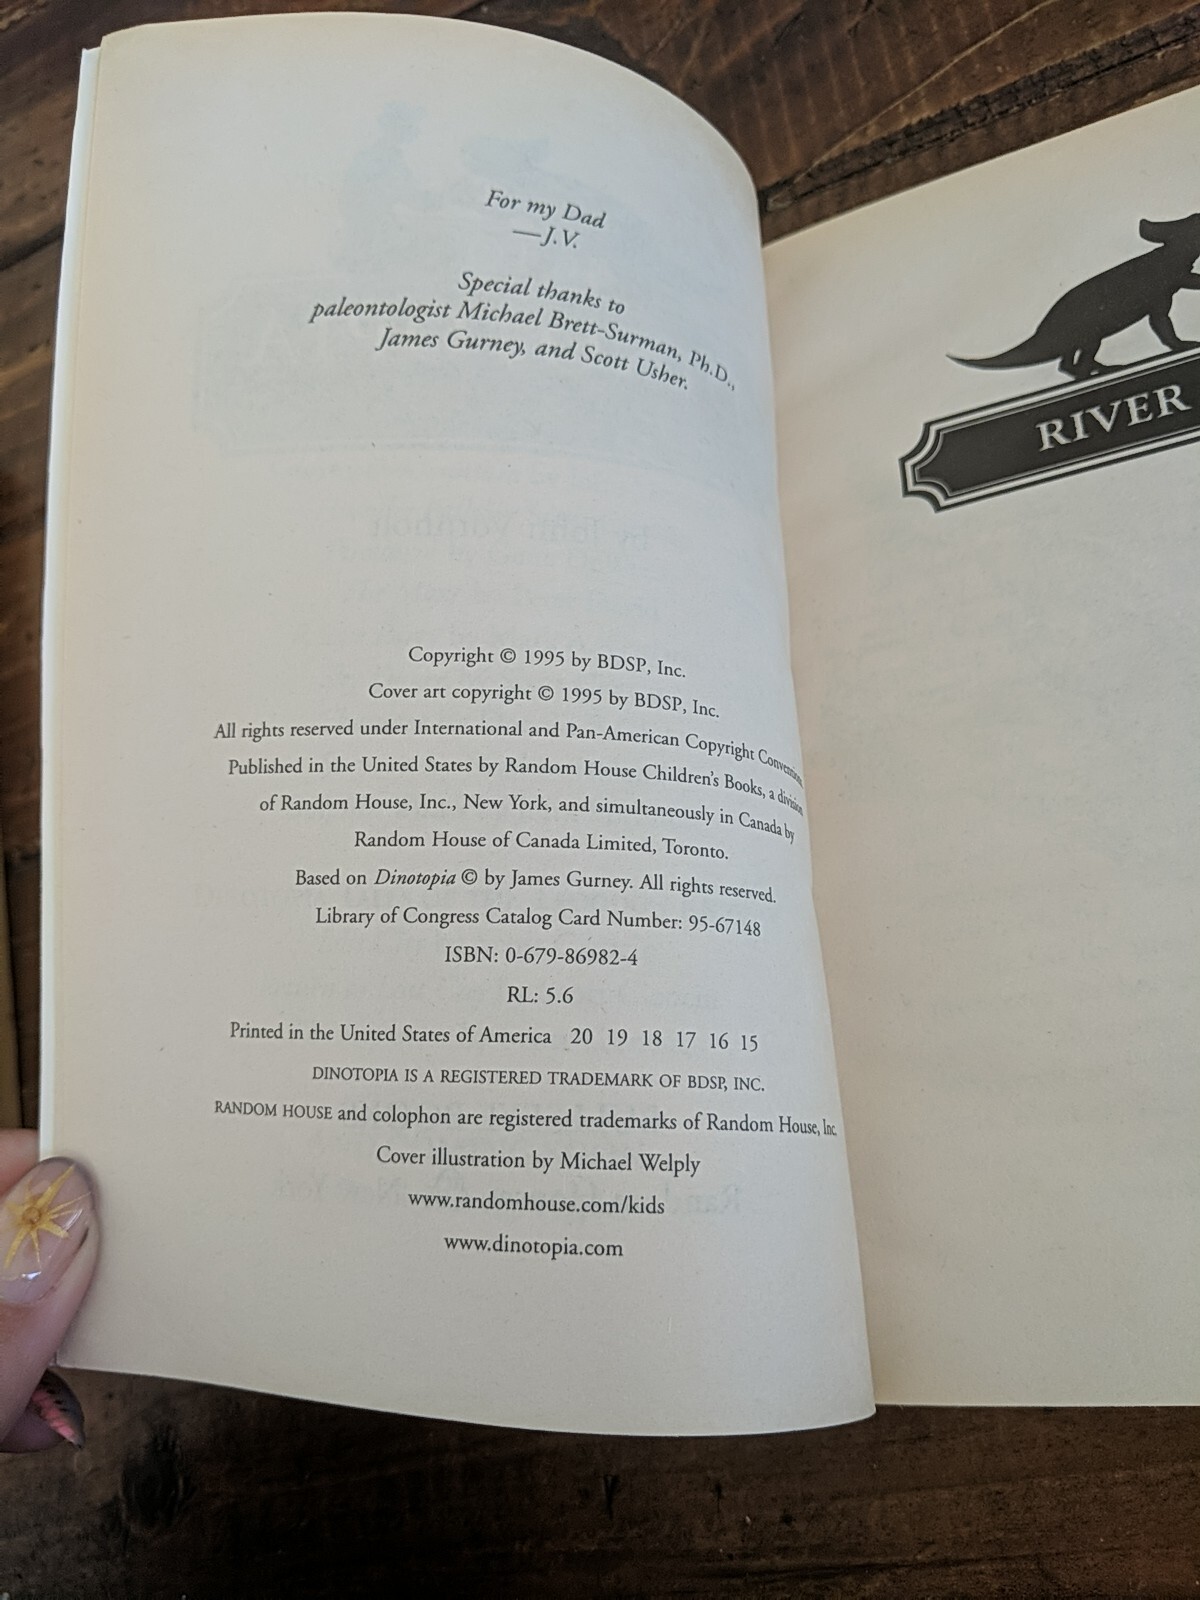 For my Dad
—J.V.
Special thanks to
paleontologist Michael Brett-Surman, Ph.D.,
James Gurney, and Scott Usher.
Copyright © 1995 by BDSP, Inc.
Cover art copyright © 1995 by BDSP, Inc.
All rights reserved under International and Pan-American Copyright Conventions.
Published in the United States by Random House Children's Books, a division
of Random House, Inc., New York, and simultaneously in Canada by
Random House of Canada Limited, Toronto.
Based on Dinotopia © by James Gurney. All rights reserved.
Library of Congress Catalog Card Number: 95-67148
ISBN: 0-679-86982-4
RL: 5.6
Printed in the United States of America 20 19 18 17 16 15
DINOTOPIA IS A REGISTERED TRADEMARK OF BDSP, INC.
RANDOM HOUSE and colophon are registered trademarks of Random House, Inc.
Cover illustration by Michael Welply
www.randomhouse.com/kids
www.dinotopia.com
RIVER